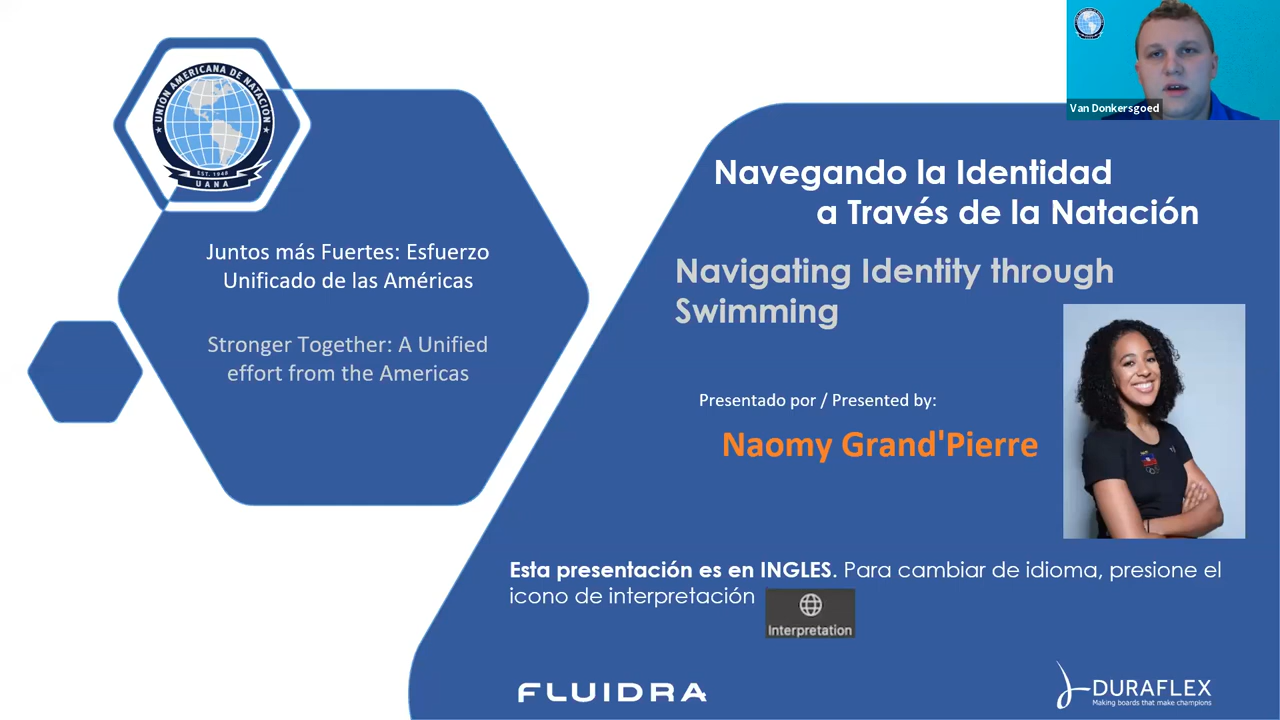 UNION AMERICANA DE NATACIÓN
EST. 1948
UANA
Juntos más Fuertes: Esfuerzo
Unificado de las Américas
Stronger Together: A Unified
effort from the Americas
Van Donkersgoed
Navegando la Identidad
a Través de la Natación
Navigating Identity through
Swimming
Presentado por / Presented by:
Naomy Grand'Pierre
Esta presentación es en INGLES. Para cambiar de idioma, presione el
icono de interpretación
Interpretation
FLUIDRA
DURAFLEX
Making boards that make champions